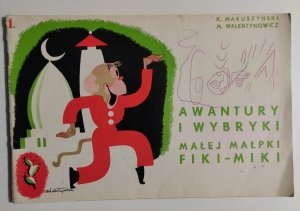 1.
K. MAKUSZYŃSKI
M. WALENTYNOWICZ
AWANTURY
I WYBRYKI
MAŁEJ MAŁPKI
FIKI-MIKI